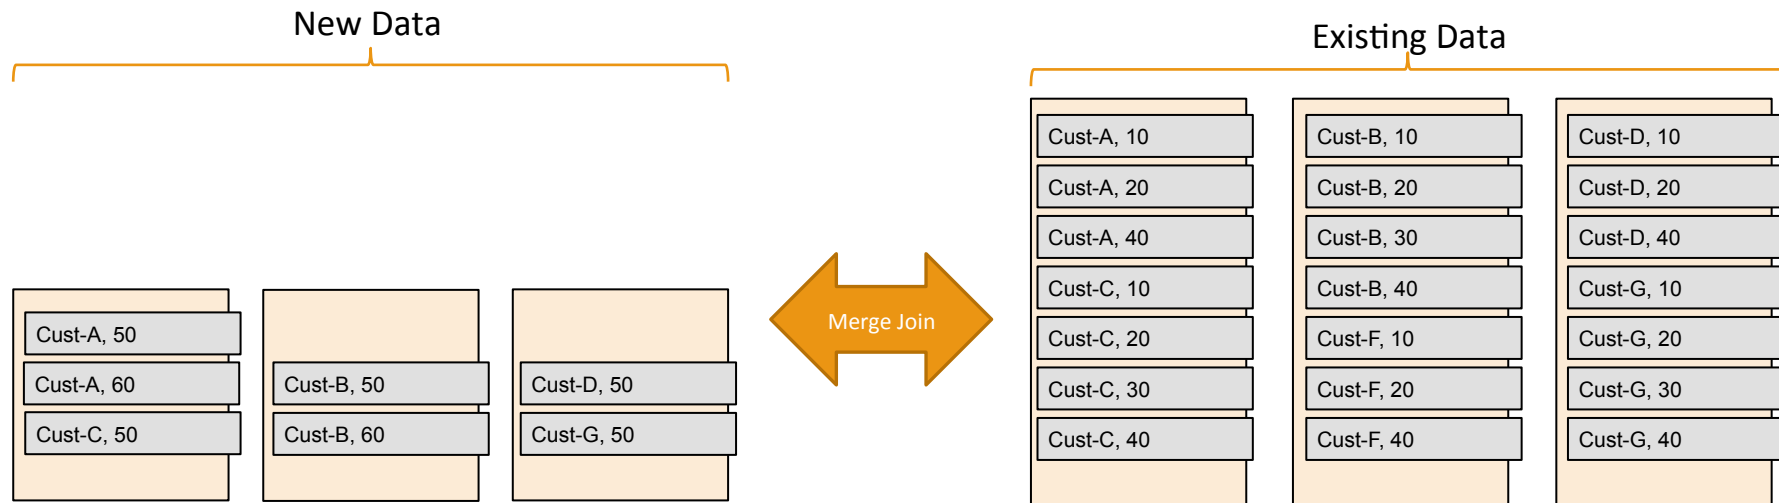 New Data
Existing Data
Cust-A, 50
Cust-A, 60
Cust-C, 50
Cust-B, 50
Cust-B, 60
Cust-D, 50
Cust-G, 50
Merge Join
Cust-A, 10
Cust-A, 20
Cust-A, 40
Cust-C, 10
Cust-C, 20
Cust-C, 30
Cust-C, 40
Cust-B, 10
Cust-B, 20
Cust-B, 30
Cust-B, 40
Cust-F, 10
Cust-F, 20
Cust-F, 40
Cust-D, 10
Cust-D, 20
Cust-D, 40
Cust-G, 10
Cust-G, 20
Cust-G, 30
Cust-G, 40